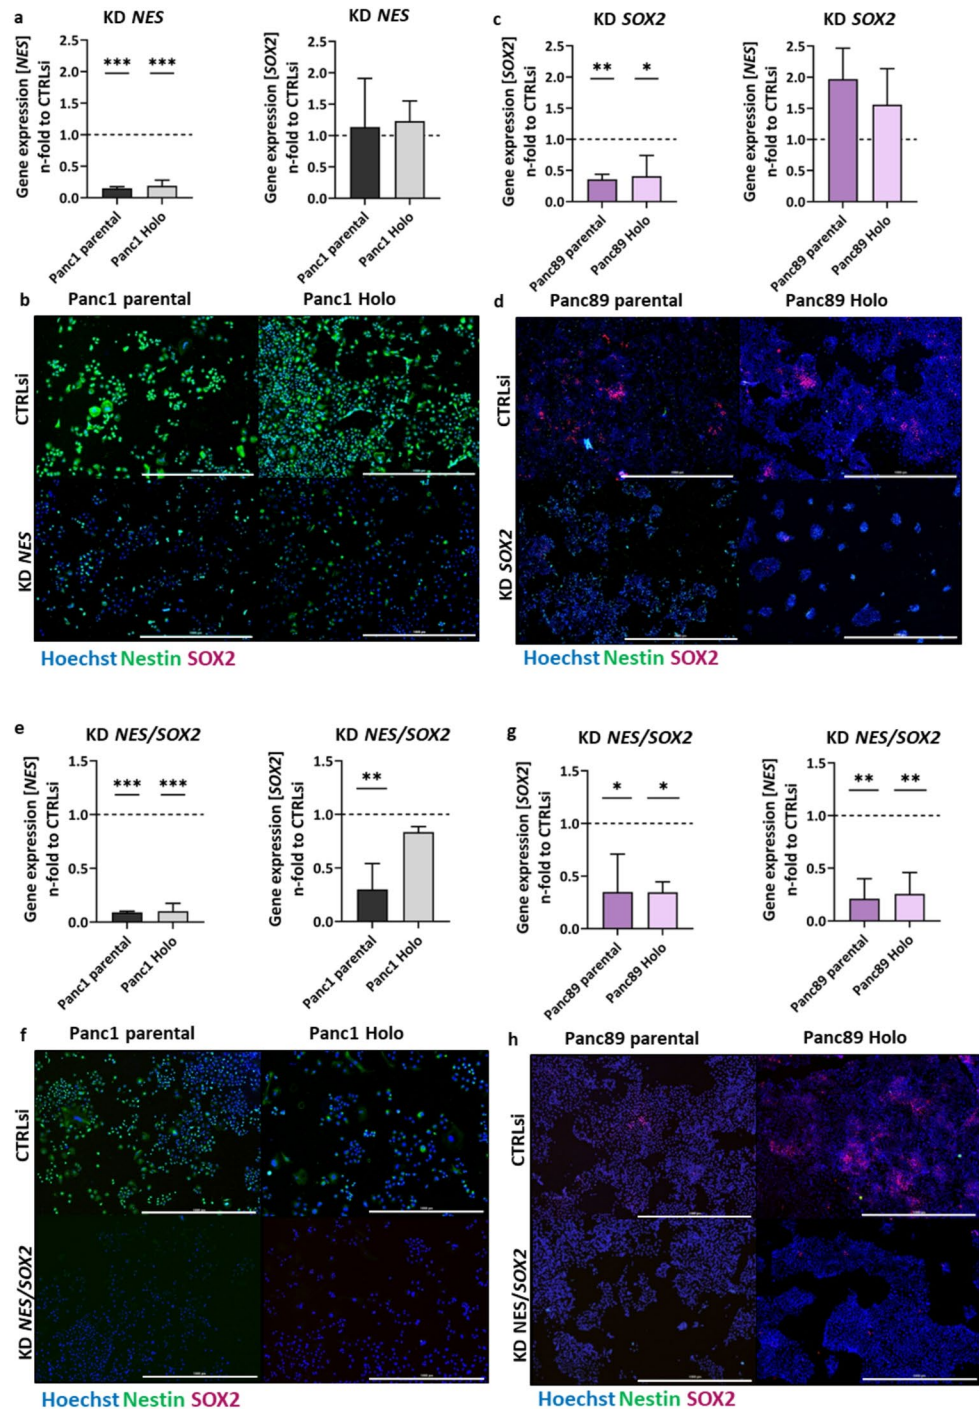 a
KD NES
KD NES
Gene expression [NES]
n-fold to CTRLsi
2.5
2.0
1.5
1.0
0.5
0.0
*** ***
Panc1 parental
Panc1 Holo
Gene expression [SOX2]
n-fold to CTRLsi
2.5
2.0
1.5
1.0
0.5
0.0
Panc1 parental
Panc1 Holo
c
KD SOX2
KD SOX2
Gene expression [SOX2]
n-fold to CTRLsi
2.5
2.0
1.5
1.0
0.5
0.0
** *
Panc89 parental
Panc89 Holo
Gene expression [NES]
n-fold to CTRLsi
2.5
2.0
1.5
1.0
0.5
0.0
Panc89 parental
Panc89 Holo
b
Panc1 parental
Panc1 Holo
CTRLsi
KD NES
Hoechst Nestin SOX2
d
Panc89 parental
Panc89 Holo
CTRLsi
KD SOX2
Hoechst Nestin SOX2
e
KD NES/SOX2
KD NES/SOX2
Gene expression [NES]
n-fold to CTRLsi
1.5
1.0
0.5
0.0
*** ***
Panc1 parental
Panc1 Holo
Gene expression [SOX2]
n-fold to CTRLsi
1.5
1.0
0.5
0.0
**
Panc1 parental
Panc1 Holo
g
KD NES/SOX2
KD NES/SOX2
Gene expression [SOX2]
n-fold to CTRLsi
1.5
1.0
0.5
0.0
* *
Panc89 parental
Panc89 Holo
Gene expression [NES]
n-fold to CTRLsi
1.5
1.0
0.5
0.0
** **
Panc89 parental
Panc89 Holo
f
Panc1 parental
Panc1 Holo
CTRLsi
KD NES/SOX2
Hoechst Nestin SOX2
h
Panc89 parental
Panc89 Holo
CTRLsi
KD NES/SOX2
Hoechst Nestin SOX2